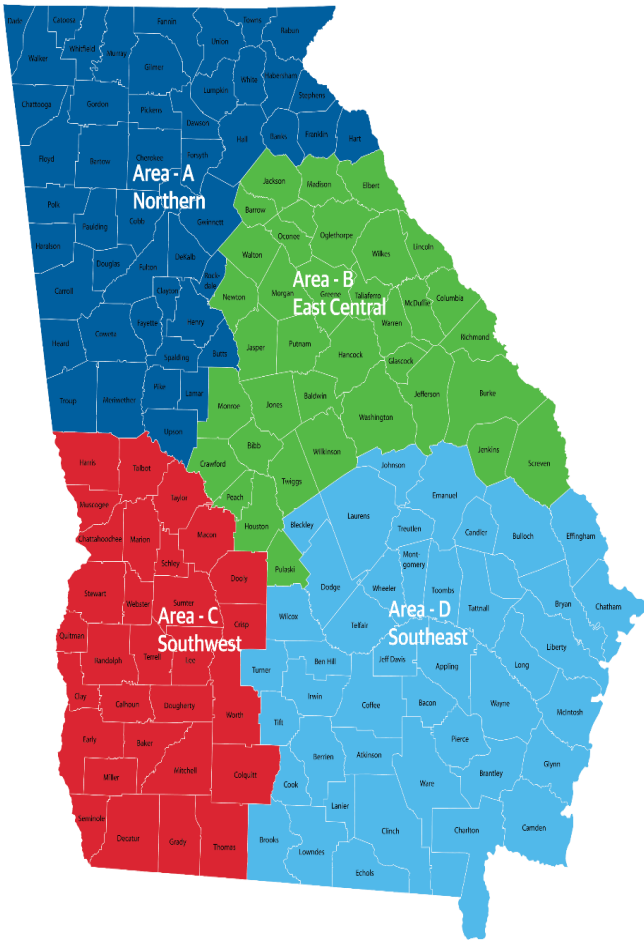 Dade
Catoosa
Fannin
Towns
Rabun
Union
Whitfield
Murray
Walker
Gilmer
White
Habersham
Lumpkin
Stephens
Chattooga
Gordon
Pickens
Dawson
Hall
Banks
Franklin
Hart
Floyd
Bartow
Cherokee
Forsyth
Area - A
Northern
Jackson
Madison
Elbert
Polk
Barrow
Paulding
Cobb
Gwinnett
Oconee
Oglethorpe
Haralson
Walton
Wilkes
Lincoln
DeKalb
Douglas
Fulton
Rock-
dale
Area - B
East Central
Carroll
Clayton
Newton
Morgan
Greene
Taliaferro
McDuffie
Columbia
Warren
Fayette
Henry
Coweta
Heard
Jasper
Putnam
Richmond
Spalding
Butts
Hancock
Glascock
Pike
Lamar
Troup
Meriwether
Monroe
Jones
Baldwin
Jefferson
Burke
Washington
Upson
Bibb
Wilkinson
Jenkins
Screven
Harris
Talbot
Crawford
Johnson
Twiggs
Taylor
Peach
Emanuel
Muscogee
Houston
Bleckley
Laurens
Treutlen
Candler
Bulloch
Effingham
Chattahoochee
Marion
Macon
Schley
Mont-
gomery
Pulaski
Dooly
Stewart
Webster
Sumter
Dodge
Wheeler
Toombs
Tattnall
Bryan
Chatham
Area - C
Southwest
Crisp
Wilcox
Telfair
Area - D
Southeast
Quitman
Liberty
Randolph
Terrell
Lee
Turner
Ben Hill
Jeff Davis
Appling
Long
Clay
Calhoun
Dougherty
Worth
Irwin
Coffee
Bacon
Wayne
McIntosh
Tift
Early
Baker
Pierce
Miller
Mitchell
Colquitt
Berrien
Atkinson
Glynn
Brantley
Cook
Ware
Lanier
Seminole
Decatur
Grady
Thomas
Brooks
Lowndes
Clinch
Charlton
Camden
Echols